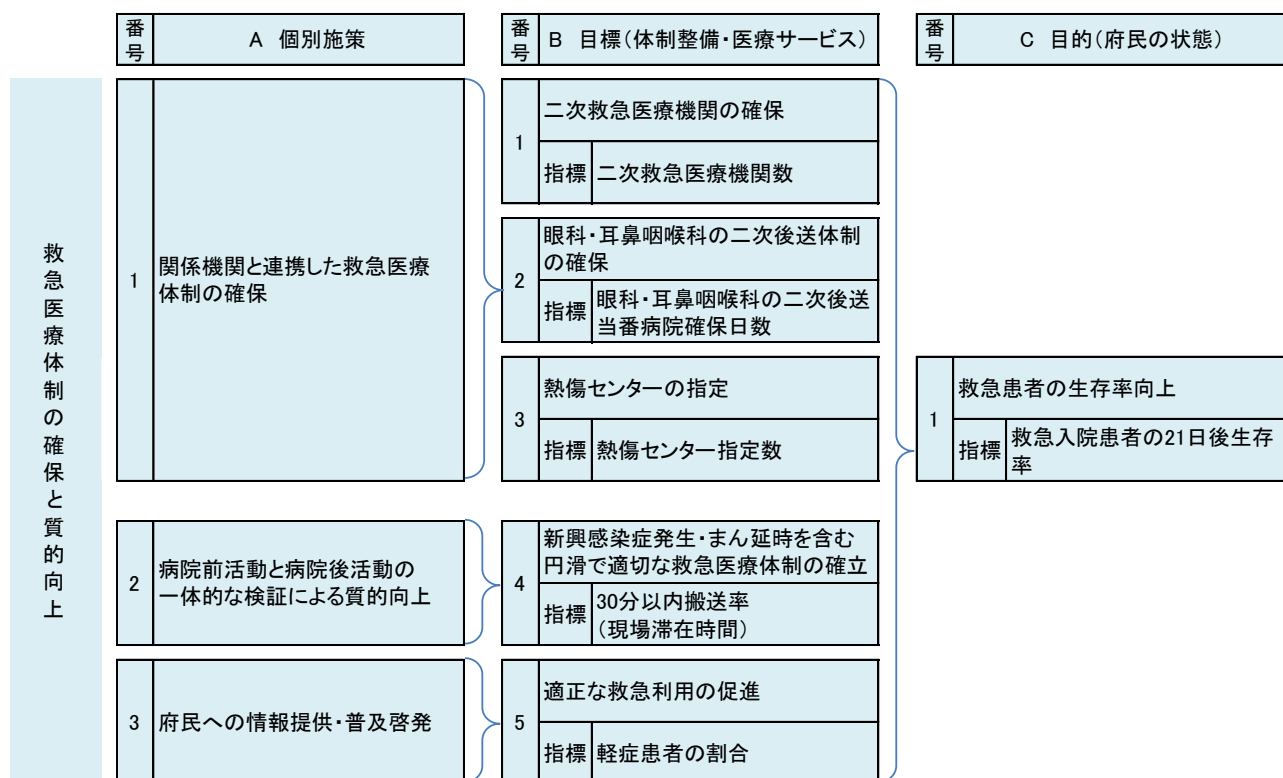 番号
A 個別施策
番号
B 目標(体制整備・医療サービス)
番号
C 目的(府民の状態)
救急医療体制の確保と質的向上
1
関係機関と連携した救急医療
体制の確保
1
二次救急医療機関の確保
指標
二次救急医療機関数
2
眼科・耳鼻咽喉科の二次後送体制
の確保
指標
眼科・耳鼻咽喉科の二次後送
当番病院確保日数
3
熱傷センターの指定
指標
熱傷センター指定数
2
病院前活動と病院後活動の
一体的な検証による質的向上
4
新興感染症発生・まん延時を含む
円滑で適切な救急医療体制の確立
指標
30分以内搬送率
(現場滞在時間)
3
府民への情報提供・普及啓発
5
適正な救急利用の促進
指標
軽症患者の割合
1
救急患者の生存率向上
指標
救急入院患者の21日後生存
率